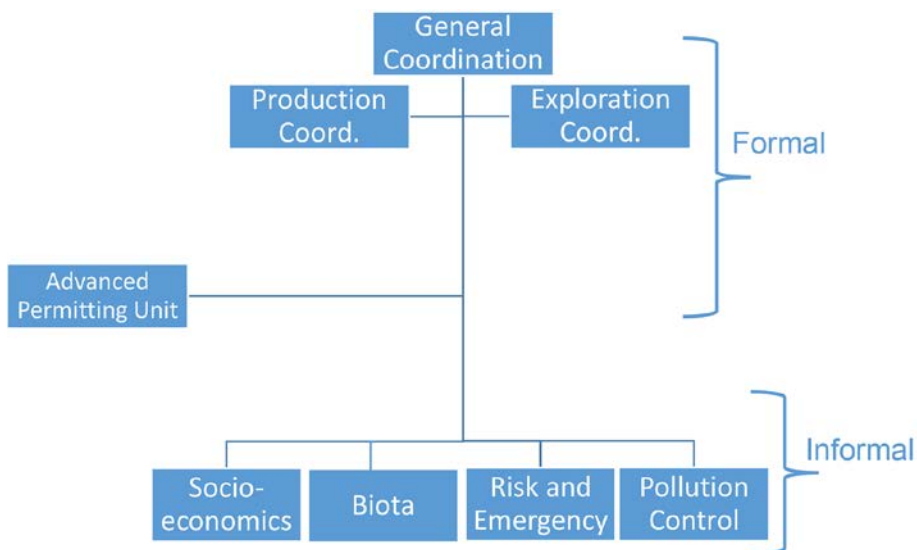 General
Coordination
Production
Coord.
Exploration
Coord.
Formal
Advanced
Permitting Unit
Informal
Socio-
economics
Biota
Risk and
Emergency
Pollution
Control